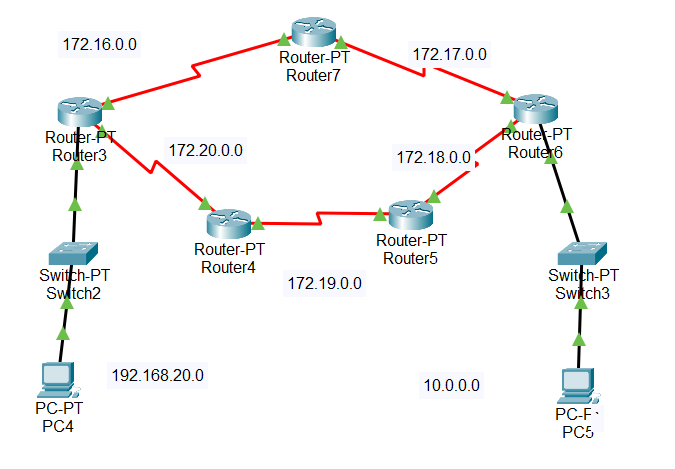 172.16.0.0
Router-PT
Router7
172.17.0.0
Router-PT
Router3
Router-PT
Router6
172.20.0.0
172.18.0.0
Router-PT
Router4
Router-PT
Router5
172.19.0.0
Switch-PT
Switch2
Switch-PT
Switch3
192.168.20.0
10.0.0.0
PC-PT
PC4
PC5